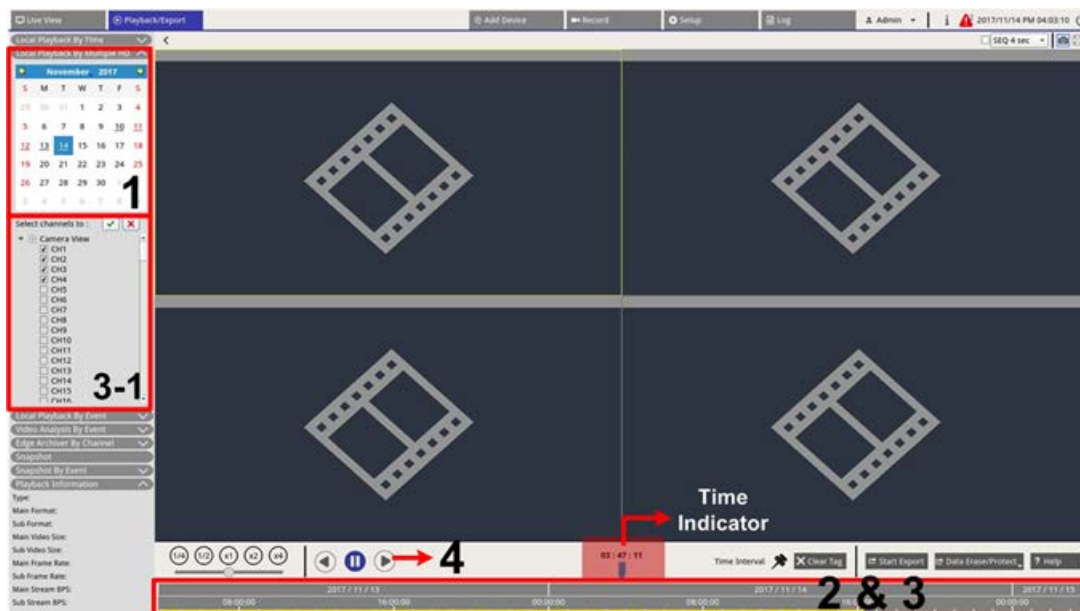 Live View
Playback/Export
Add Device
Record
Setup
Log
Admin
2017/11/14 PM 04:03:10
Local Playback By Time
SEQ 4 sec
Local Playback By Multiple HD
November, 2017
S M T W T F S
29 30 31 1 2 3 4
5 6 7 8 9 10 11
12 13 14 15 16 17 18
19 20 21 22 23 24 25
26 27 28 29 30
3 4 5 6 7 8
1
Select channels to :
Camera View
CH1
CH2
CH3
CH4
CH5
CH6
CH7
CH8
CH9
CH10
CH11
CH12
CH13
CH14
CH15
CH16
3-1
Local Playback By Event
Video Analysis By Event
Edge Archiver By Channel
Snapshot
Snapshot By Event
Playback Information
Type:
Main Format:
Sub Format:
Main Video Size:
Sub Video Size:
Main Frame Rate:
Sub Frame Rate:
Main Stream BPS:
Sub Stream BPS:
Time
Indicator
1/4 1/2 x1 x2 x4
4
03 : 47 : 11
Time Interval
Clear Tag
Start Export
Data Erase/Protect
? Help
2 & 3
2017 / 11 / 13
2017 / 11 / 14
2017 / 11 / 15
08:00:00 16:00:00 00:00:00 08:00:00 00:00:00